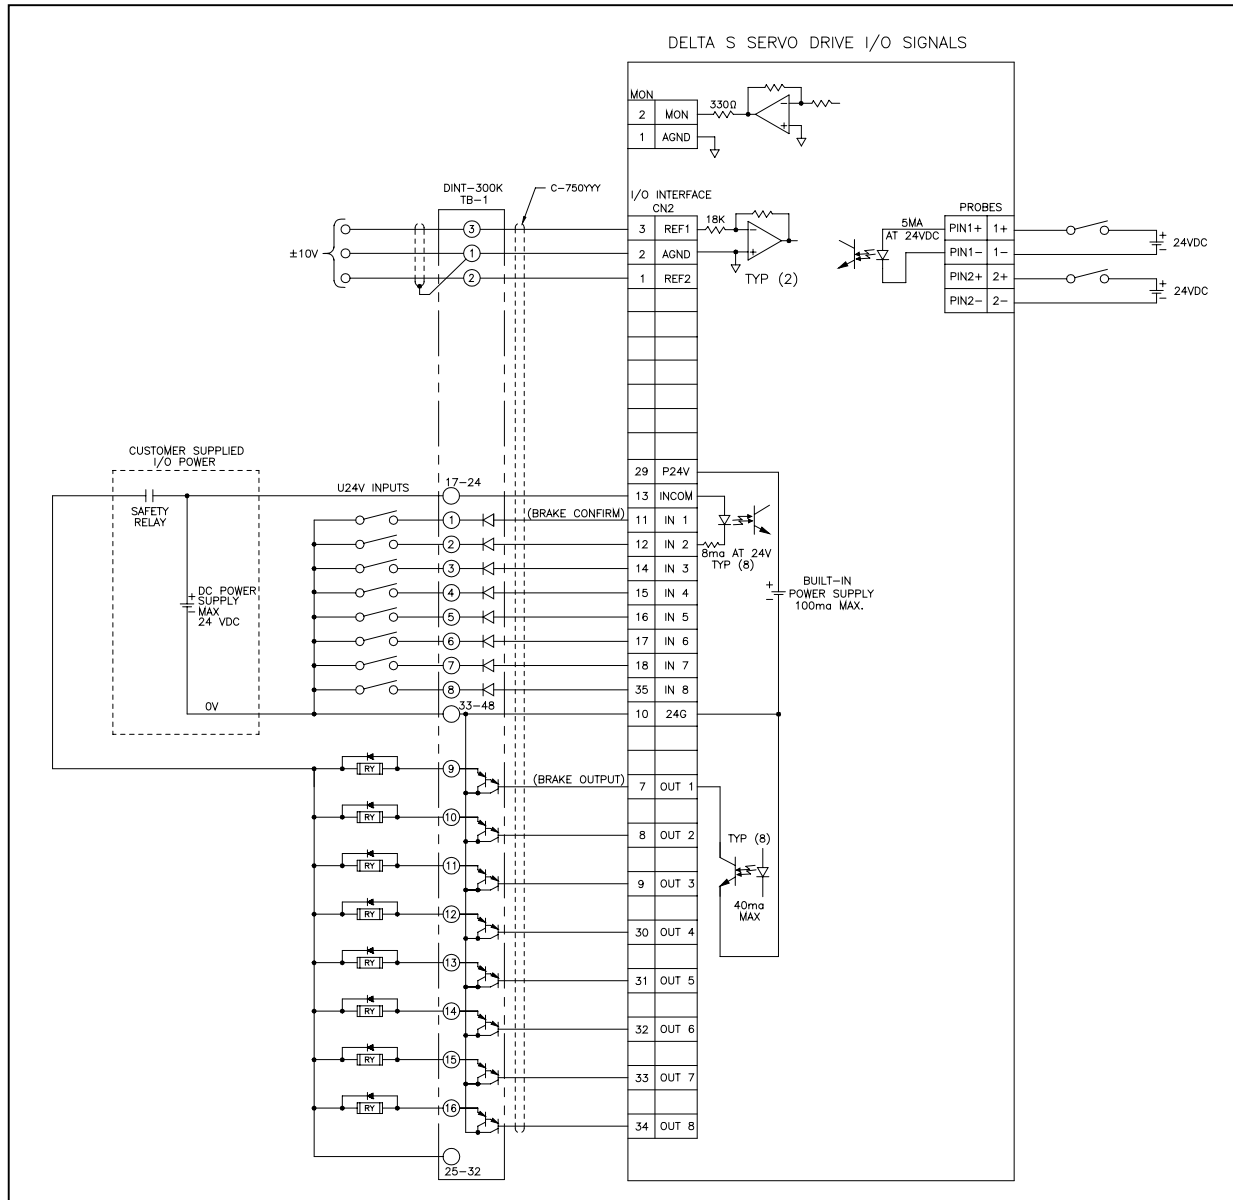 DELTA S SERVO DRIVE I/O SIGNALS
MON
2 MON 330Ω
1 AGND
DINT-300K
TB-1
C-750YYY
I/O INTERFACE
CN2
±10V
3 3 REF1 18K
1 2 AGND
TYP (2)
2 1 REF2
PROBES
5MA
AT 24VDC
PIN1+ 1+
PIN1- 1- + - 24VDC
PIN2+ 2+
PIN2- 2- + - 24VDC
CUSTOMER SUPPLIED
I/O POWER
SAFETY
RELAY
+ DC POWER
SUPPLY
- MAX
24 VDC
0V
U24V INPUTS 17-24
29 P24V
13 INCOM
1 (BRAKE CONFIRM) 11 IN 1
2 12 IN 2
8ma AT 24V
TYP (8)
3 14 IN 3
4 15 IN 4
5 16 IN 5
6 17 IN 6
7 18 IN 7
8 35 IN 8
33-48 10 24G
+ - BUILT-IN
POWER SUPPLY
100ma MAX.
RY 9 (BRAKE OUTPUT) 7 OUT 1
RY 10 8 OUT 2
RY 11 9 OUT 3
RY 12 30 OUT 4
RY 13 31 OUT 5
RY 14 32 OUT 6
RY 15 33 OUT 7
RY 16 34 OUT 8
25-32
TYP (8)
40ma
MAX